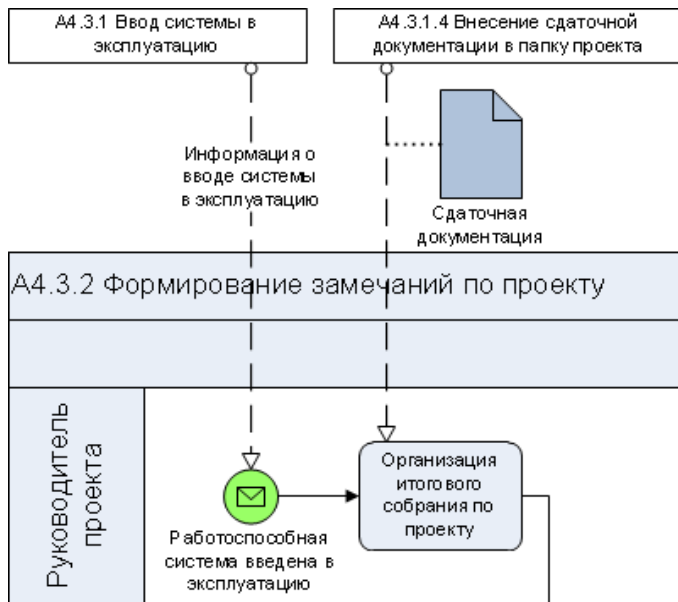 А4.3.1 Ввод системы в
эксплуатацию
А4.3.1.4 Внесение сдаточной
документации в папку проекта
Информация о
вводе системы
в эксплуатацию
Сдаточная
документация
А4.3.2 Формирование замечаний по проекту
Руководитель
проекта
Организация
итогового
собрания по
проекту
Работоспособная
система введена в
эксплуатацию